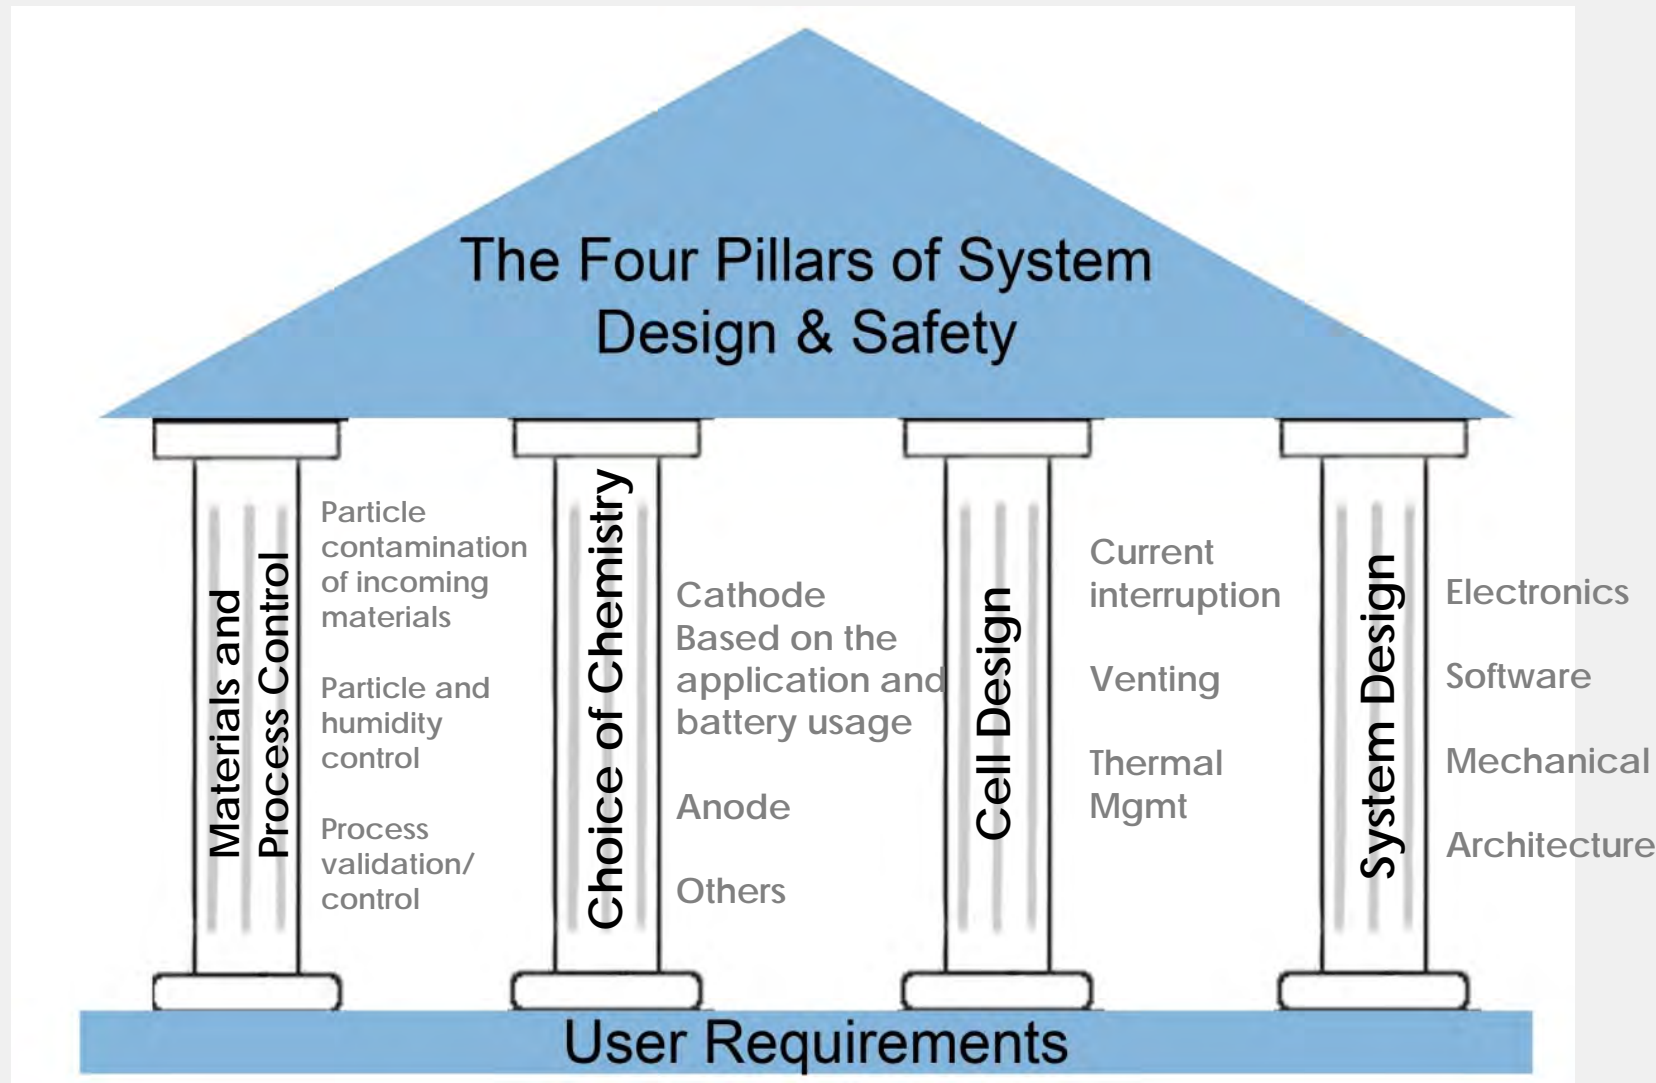 The Four Pillars of System
Design & Safety
Materials and
Process Control
Particle
contamination
of incoming
materials
Particle and
humidity
control
Process
validation/
control
Choice of Chemistry
Cathode
Based on the
application and
battery usage
Anode
Others
Cell Design
Current
interruption
Venting
Thermal
Mgmt
System Design
Electronics
Software
Mechanical
Architecture
User Requirements